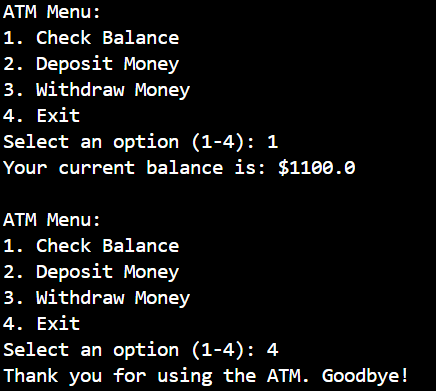 ATM Menu:
1. Check Balance
2. Deposit Money
3. Withdraw Money
4. Exit
Select an option (1-4): 1
Your current balance is: $1100.0

ATM Menu:
1. Check Balance
2. Deposit Money
3. Withdraw Money
4. Exit
Select an option (1-4): 4
Thank you for using the ATM. Goodbye!